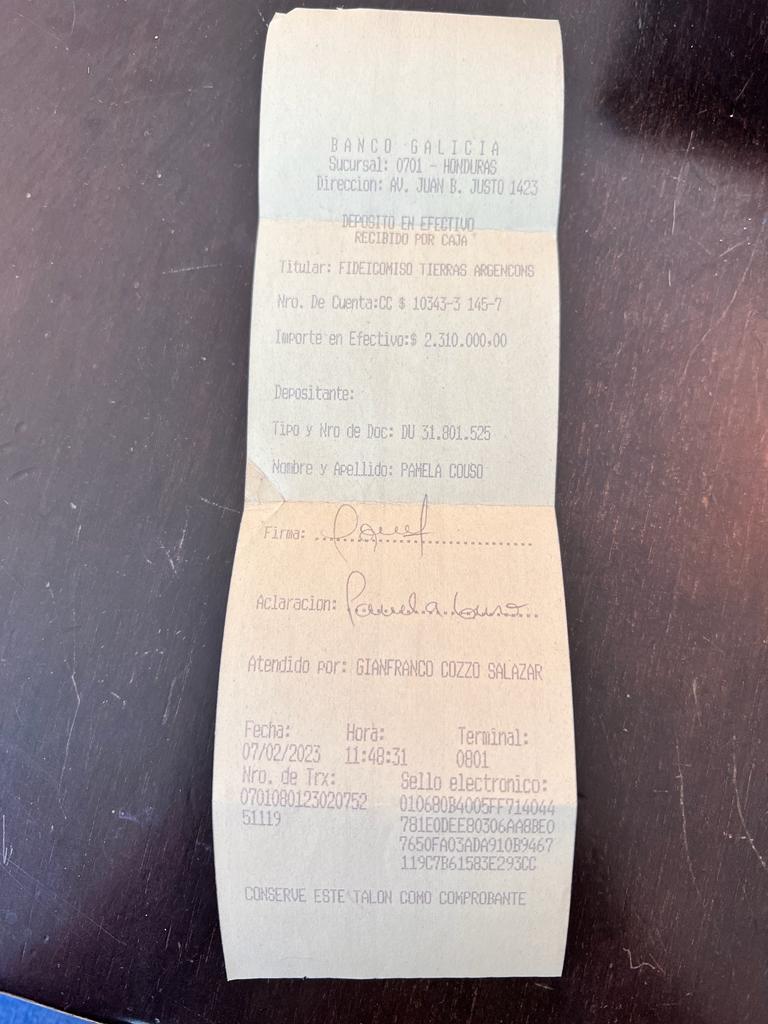 BANCO GALICIA
Sucursal: 0701 - HONDURAS
Direccion: AV. JUAN B. JUSTO 1423
DEPOSITO EN EFECTIVO
RECIBIDO POR CAJA
Titular: FIDEICOMISO TIERRAS ARGENCONS
Nro. De Cuenta:CC $ 10343-3 145-7
Importe en Efectivo:$ 2.310.000,00
Depositante:
Tipo y Nro de Doc: DU 31.801.525
Nombre y Apellido: PAMELA COUSO
Firma:
Aclaracion: Pamela Couso
Atendido por: GIANFRANCO COZZO SALAZAR
Fecha: Hora: Terminal:
07/02/2023 11:48:31 0801
Nro. de Trx: Sello electronico:
0701080123020752 010680B4005FF714044
51119 781E0DEE80306AA8BE0
7650FA03ADA910B9467
119C7B61583E293CC
CONSERVE ESTE TALON COMO COMPROBANTE